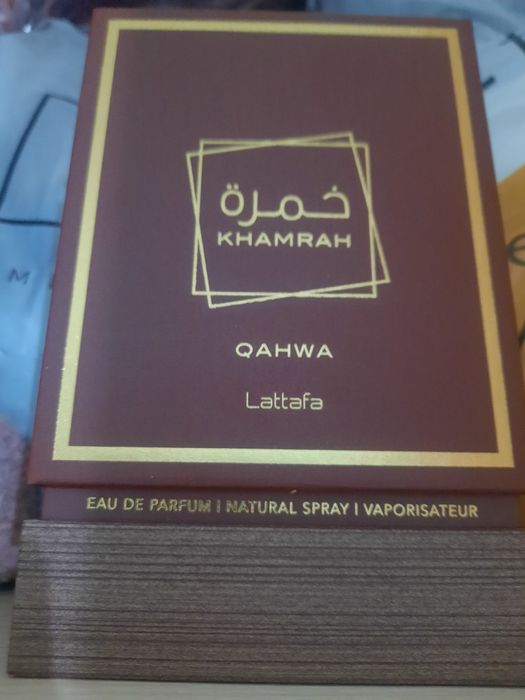 خمرة
KHAMRAH
QAHWA
Lattafa
EAU DE PARFUM | NATURAL SPRAY | VAPORISATEUR